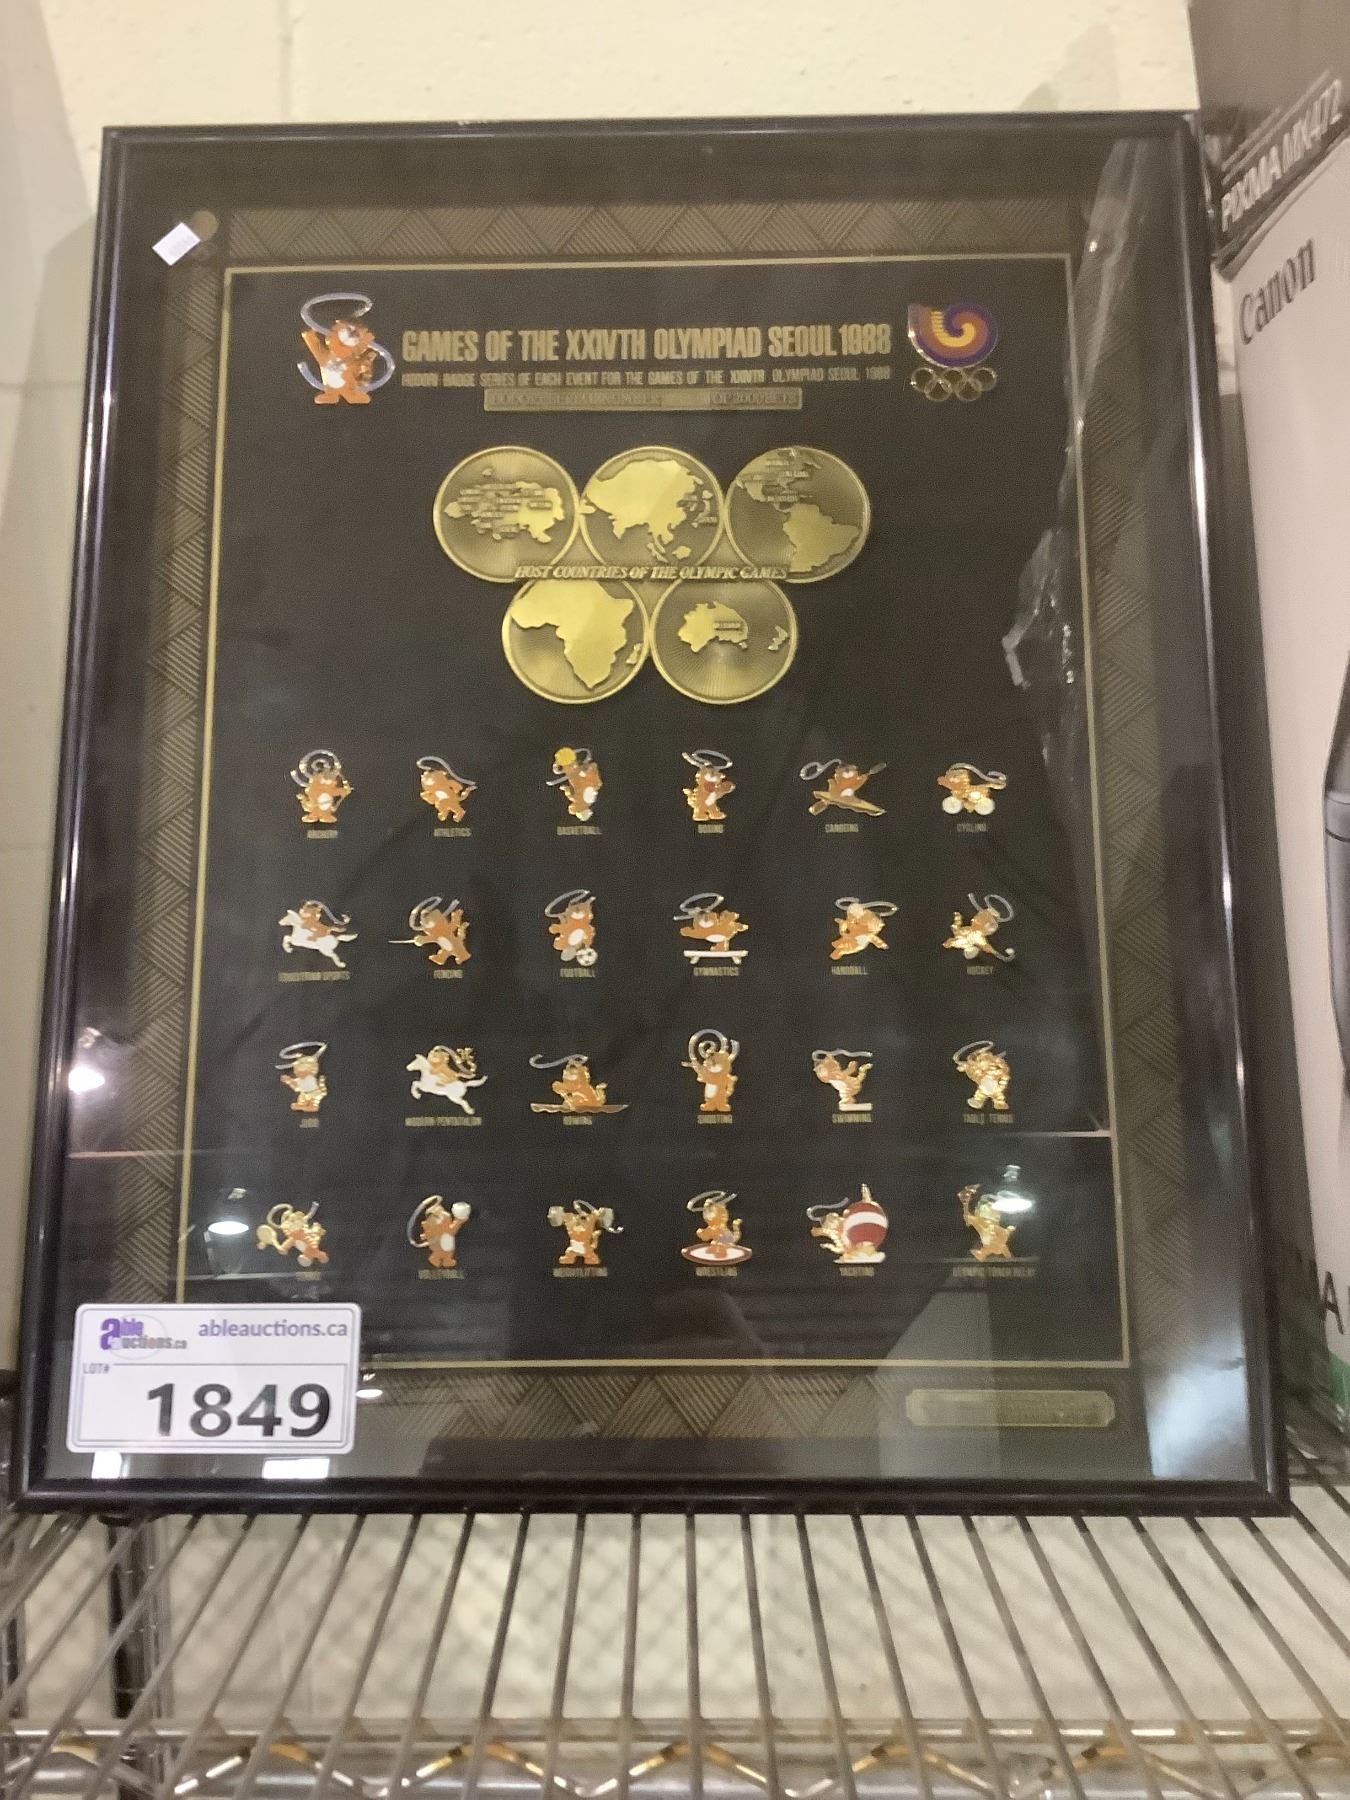 GAMES OF THE XXIVTH OLYMPIAD SEOUL 1988
HODORI BADGE SERIES OF EACH EVENT FOR THE GAMES OF THE XXIVTH OLYMPIAD SEOUL 1988
HOST COUNTRIES OF THE OLYMPIC GAMES
ARCHERY ATHLETICS BASKETBALL BOXING CANOEING CYCLING
EQUESTRIAN SPORTS FENCING FOOTBALL GYMNASTICS HANDBALL HOCKEY
JUDO MODERN PENTATHLON ROWING SHOOTING SWIMMING TABLE TENNIS
TENNIS VOLLEYBALL WEIGHTLIFTING WRESTLING YACHTING OLYMPIC TORCH RELAY
able auctions.ca
ableauctions.ca
LOT#
1849
PIXMA MX472
Canon